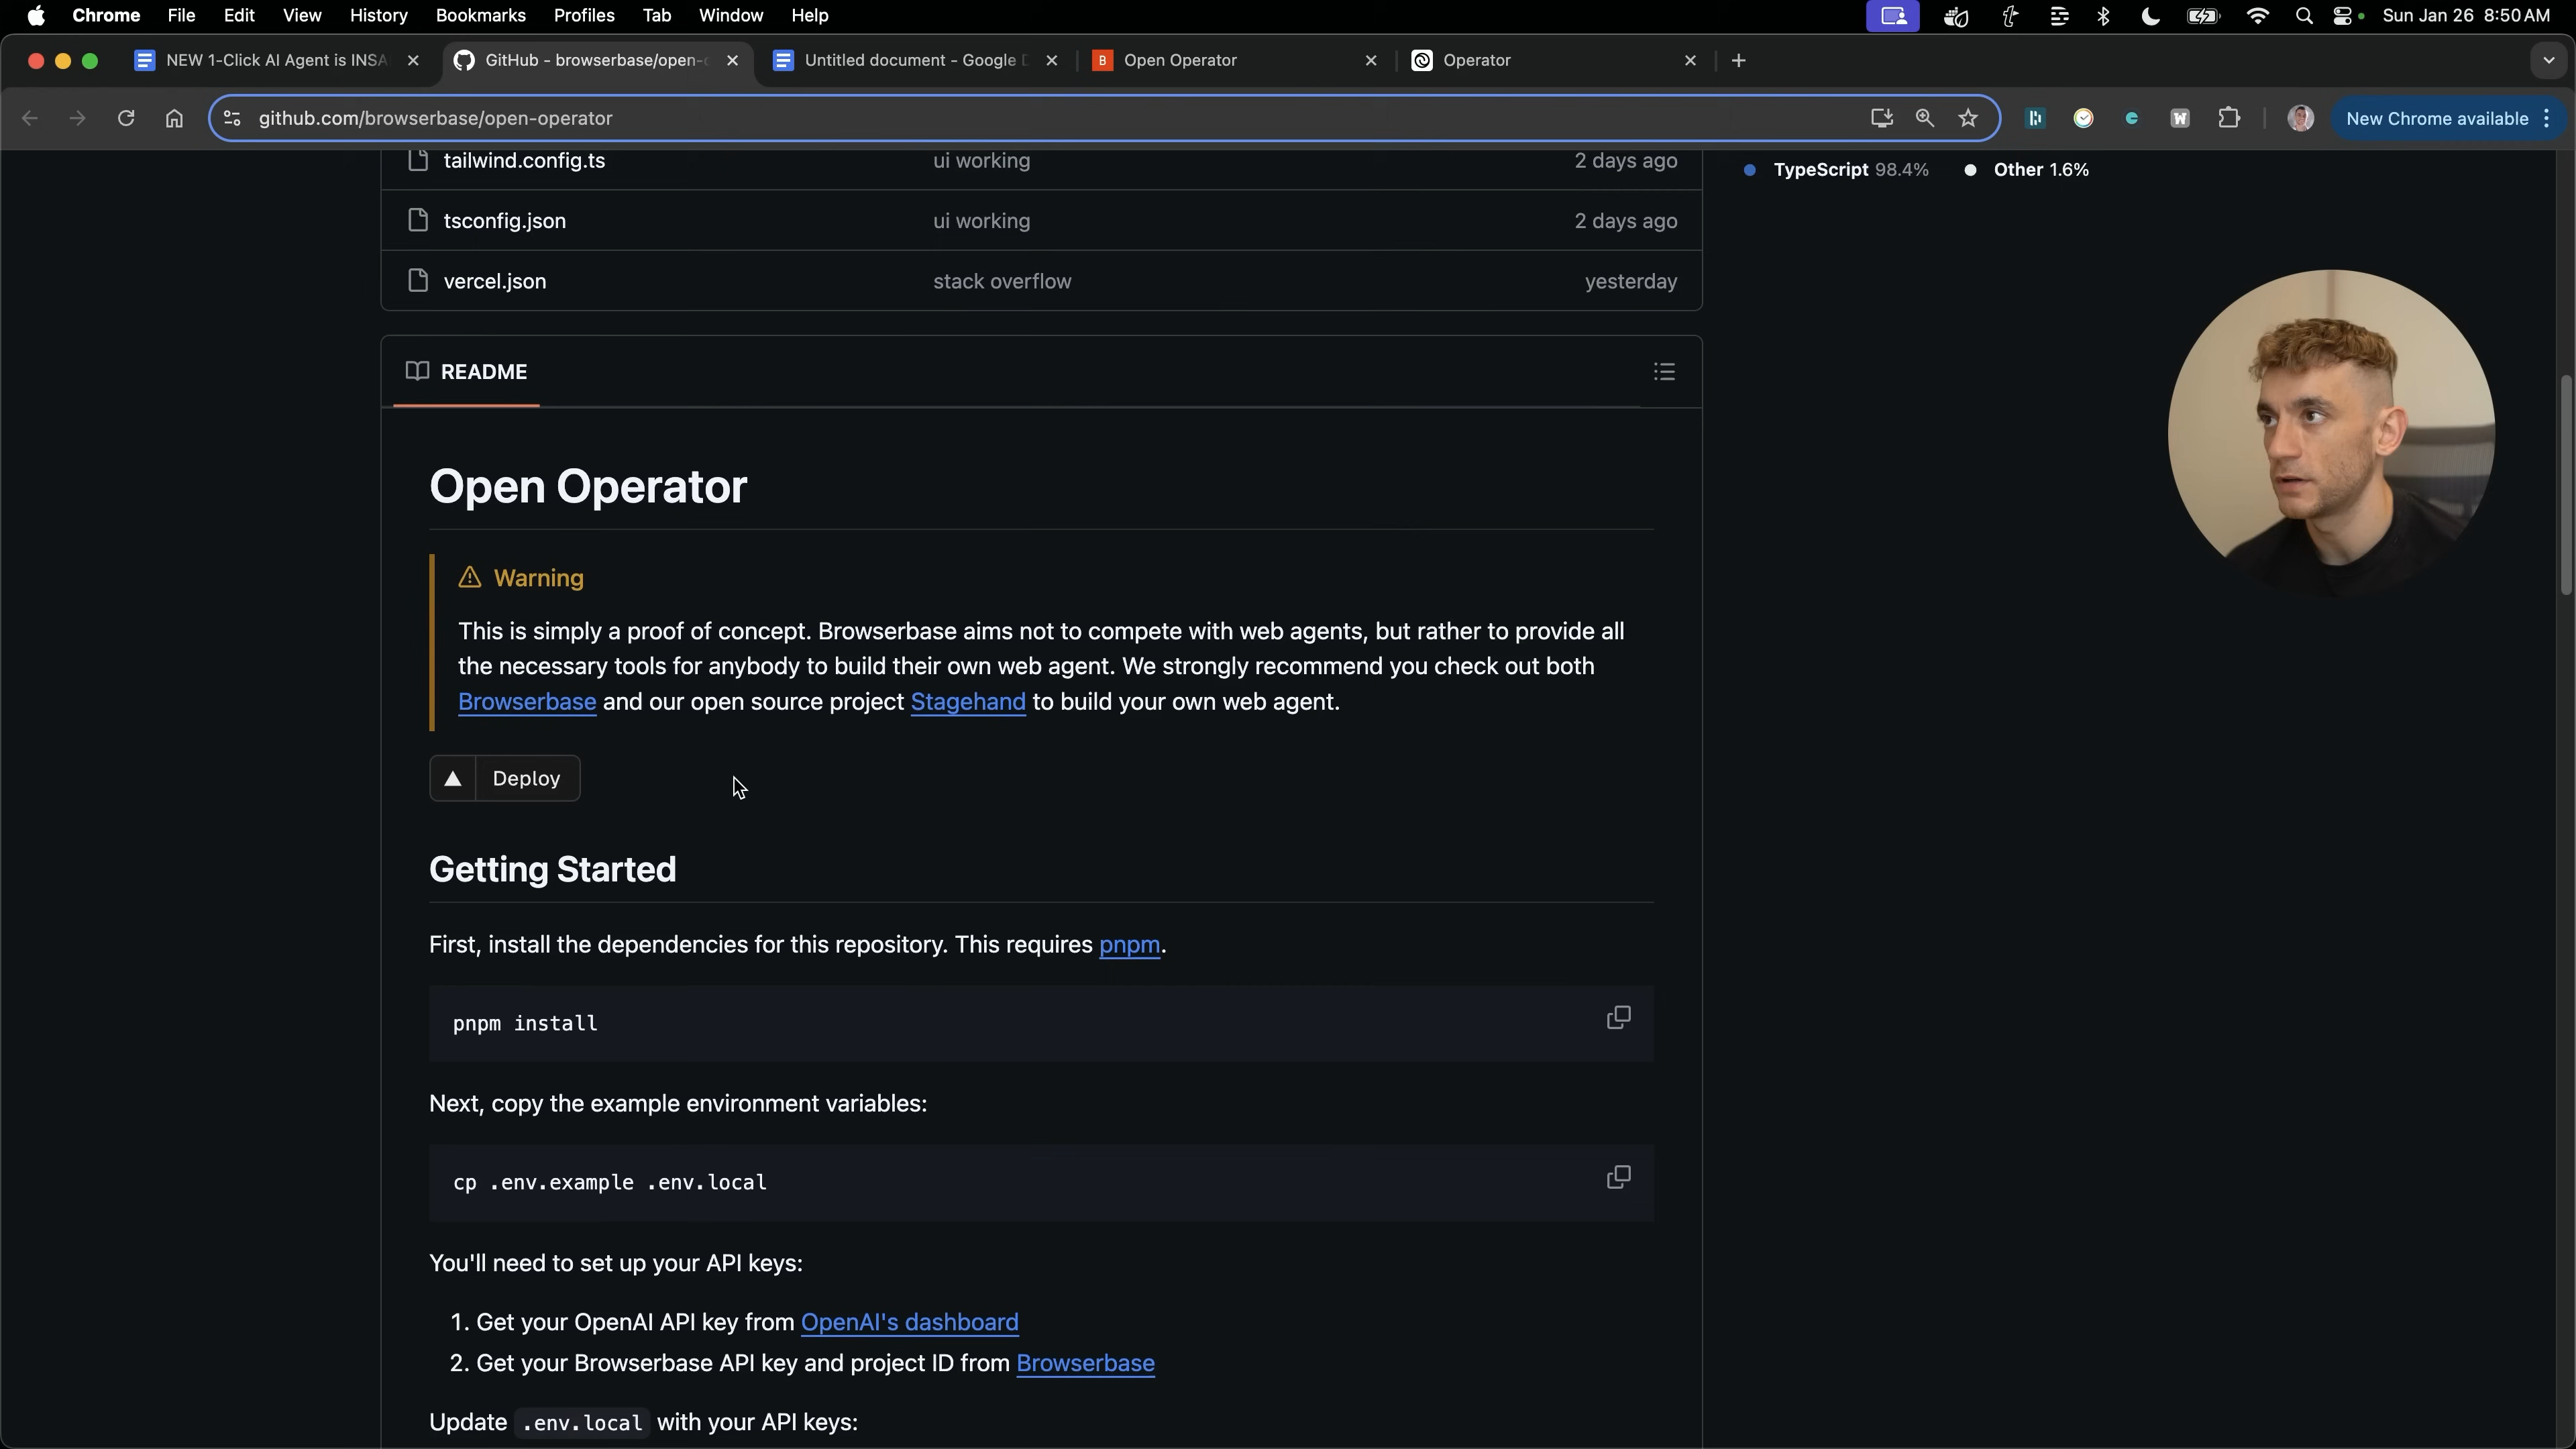 Chrome File Edit View History Bookmarks Profiles Tab Window Help Sun Jan 26 8:50 AM
NEW 1-Click AI Agent is INSA GitHub - browserbase/open- Untitled document - Google D B Open Operator Operator
github.com/browserbase/open-operator W New Chrome available
tailwind.config.ts ui working 2 days ago TypeScript 98.4% Other 1.6%
tsconfig.json ui working 2 days ago
vercel.json stack overflow yesterday
README
Open Operator
Warning
This is simply a proof of concept. Browserbase aims not to compete with web agents, but rather to provide all
the necessary tools for anybody to build their own web agent. We strongly recommend you check out both
Browserbase and our open source project Stagehand to build your own web agent.
Deploy
Getting Started
First, install the dependencies for this repository. This requires pnpm.
pnpm install
Next, copy the example environment variables:
cp .env.example .env.local
You'll need to set up your API keys:
1. Get your OpenAI API key from OpenAI's dashboard
2. Get your Browserbase API key and project ID from Browserbase
Update .env.local with your API keys: